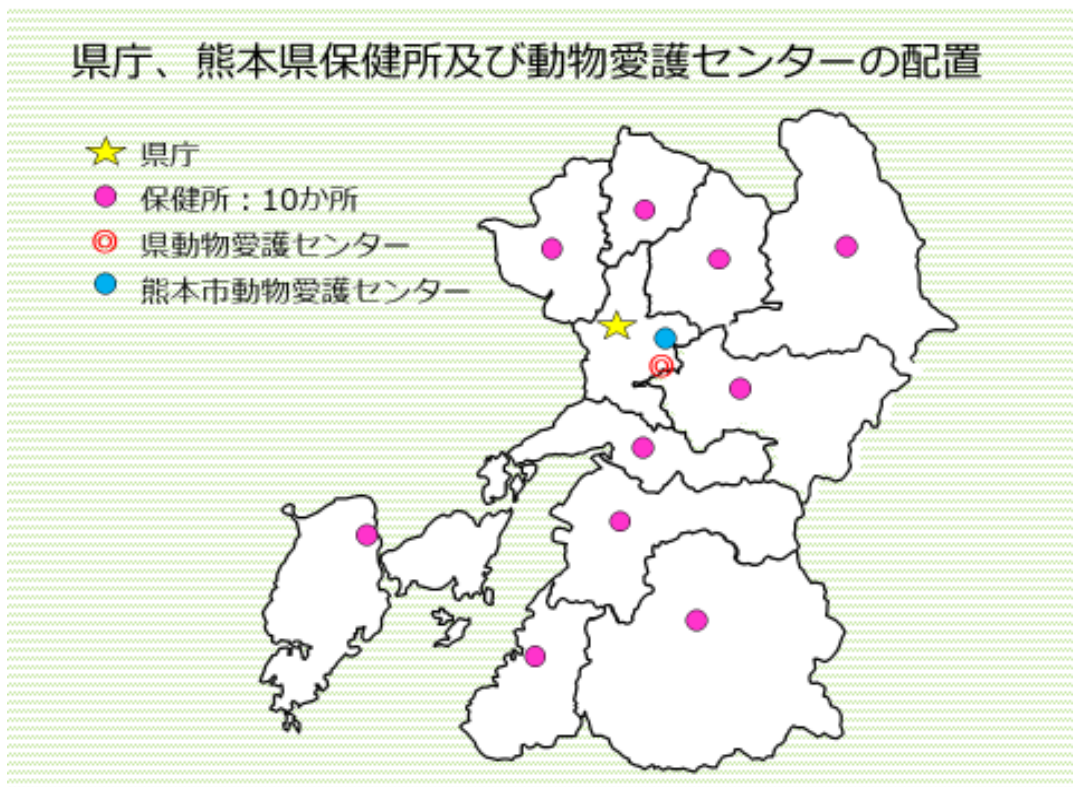 県庁、熊本県保健所及び動物愛護センターの配置
県庁
保健所：10か所
県動物愛護センター
熊本市動物愛護センター